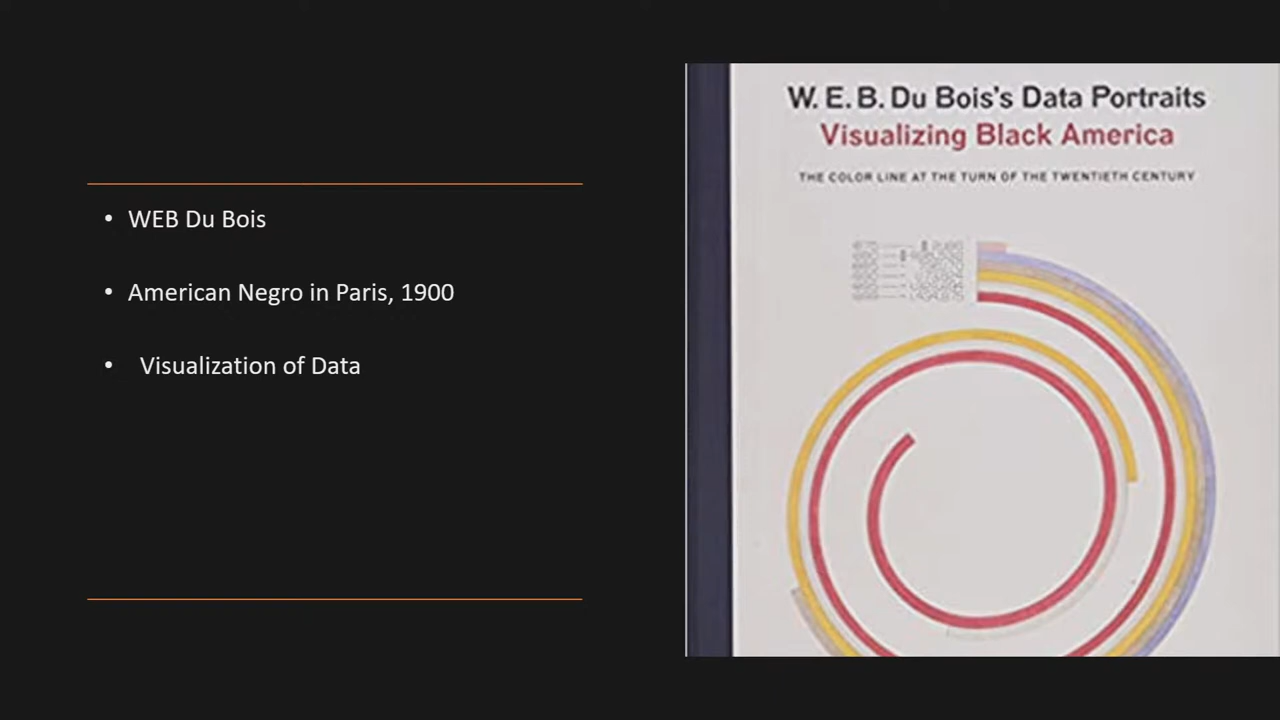 WEB Du Bois
American Negro in Paris, 1900
Visualization of Data
W. E. B. Du Bois's Data Portraits
Visualizing Black America
THE COLOR LINE AT THE TURN OF THE TWENTIETH CENTURY